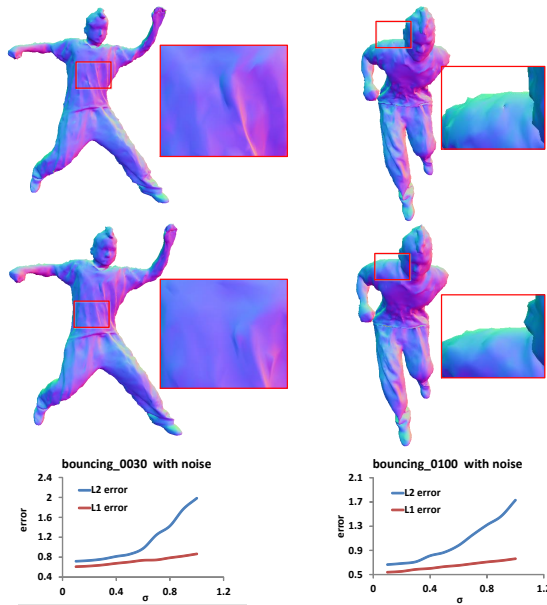 bouncing_0030 with noise
2.4
2
1.6
1.2
0.8
0.4
error
L2 error
L1 error
0
0.4
0.8
1.2
σ
bouncing_0100 with noise
2.1
1.7
1.3
0.9
0.5
error
L2 error
L1 error
0
0.4
0.8
1.2
σ